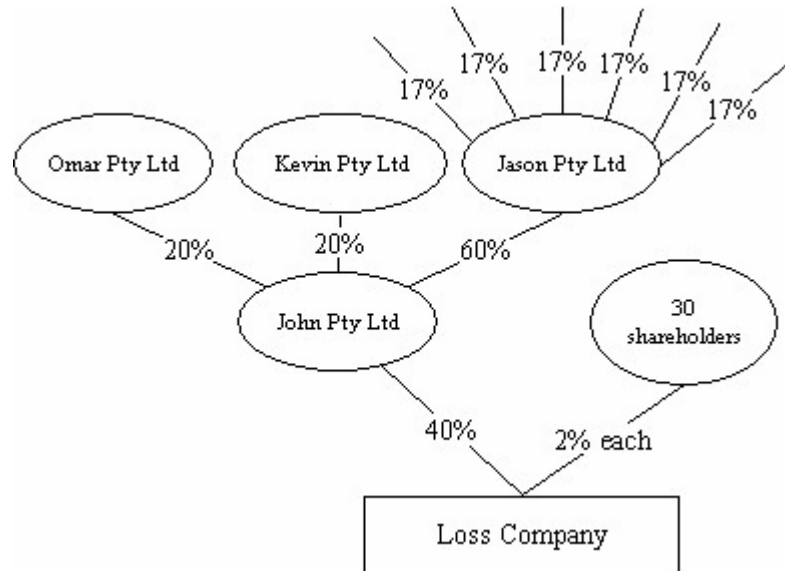 17%
17%
17%
17%
17%
17%
Omar Pty Ltd
Kevin Pty Ltd
Jason Pty Ltd
20%
20%
60%
John Pty Ltd
30
shareholders
40%
2% each
Loss Company